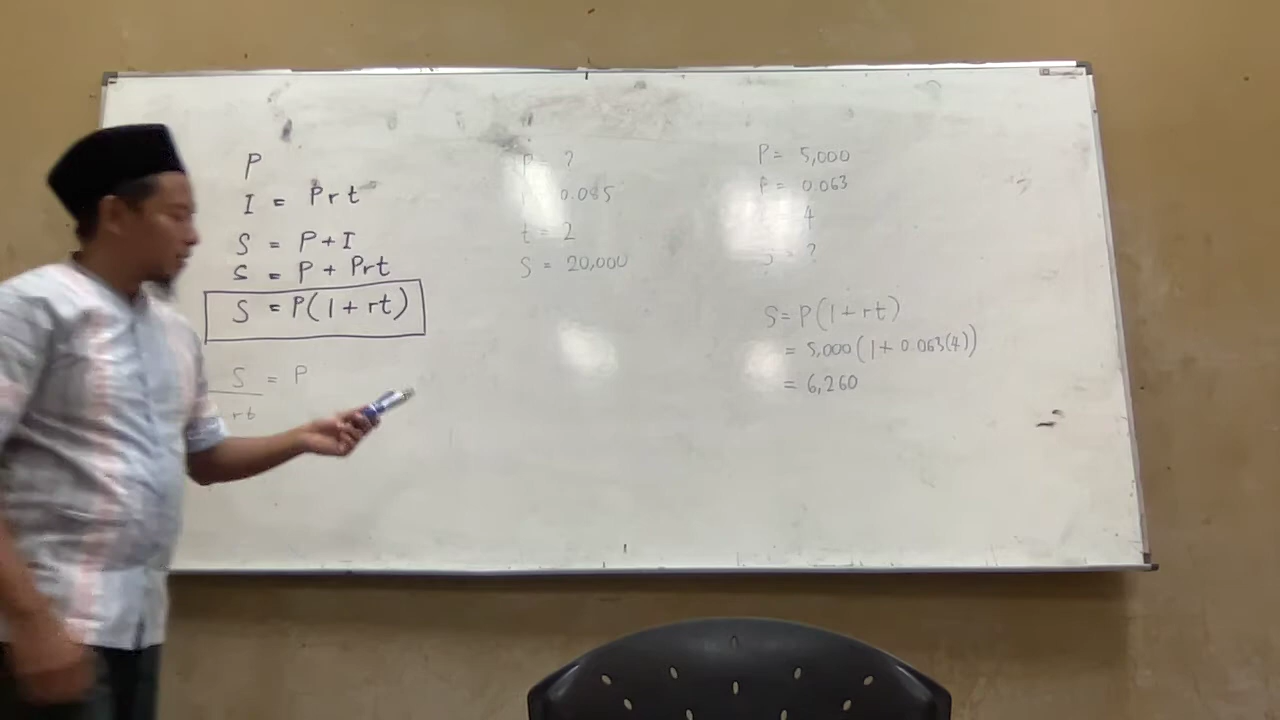 P
I = Prt
S = P + I
S = P + Prt
S = P(1 + rt)
S = P
rt
P = ?
0.085
t = 2
S = 20,000
P = 5,000
r = 0.063
4
S = ?
S = P(1 + rt)
= 5,000(1 + 0.063(4))
= 6,260